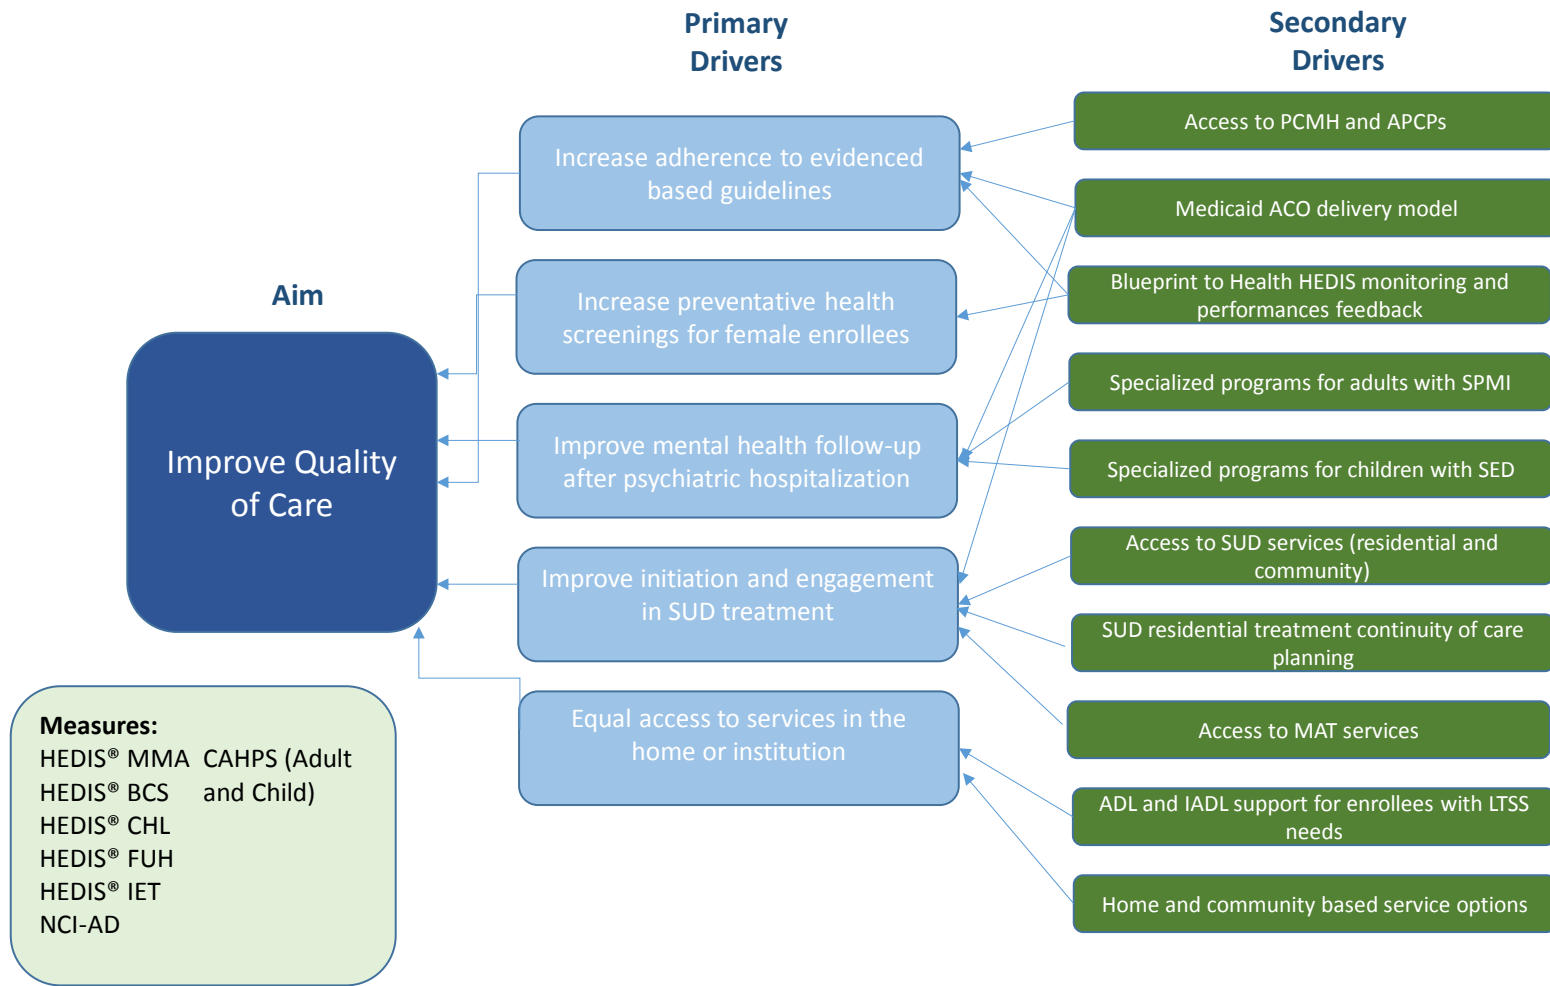 Primary
Drivers
Secondary
Drivers
Aim
Improve Quality
of Care
Increase adherence to evidenced
based guidelines
Increase preventative health
screenings for female enrollees
Improve mental health follow-up
after psychiatric hospitalization
Improve initiation and engagement
in SUD treatment
Equal access to services in the
home or institution
Access to PCMH and APCPs
Medicaid ACO delivery model
Blueprint to Health HEDIS monitoring and
performances feedback
Specialized programs for adults with SPMI
Specialized programs for children with SED
Access to SUD services (residential and
community)
SUD residential treatment continuity of care
planning
Access to MAT services
ADL and IADL support for enrollees with LTSS
needs
Home and community based service options
Measures:
HEDIS® MMA CAHPS (Adult
HEDIS® BCS and Child)
HEDIS® CHL
HEDIS® FUH
HEDIS® IET
NCI-AD